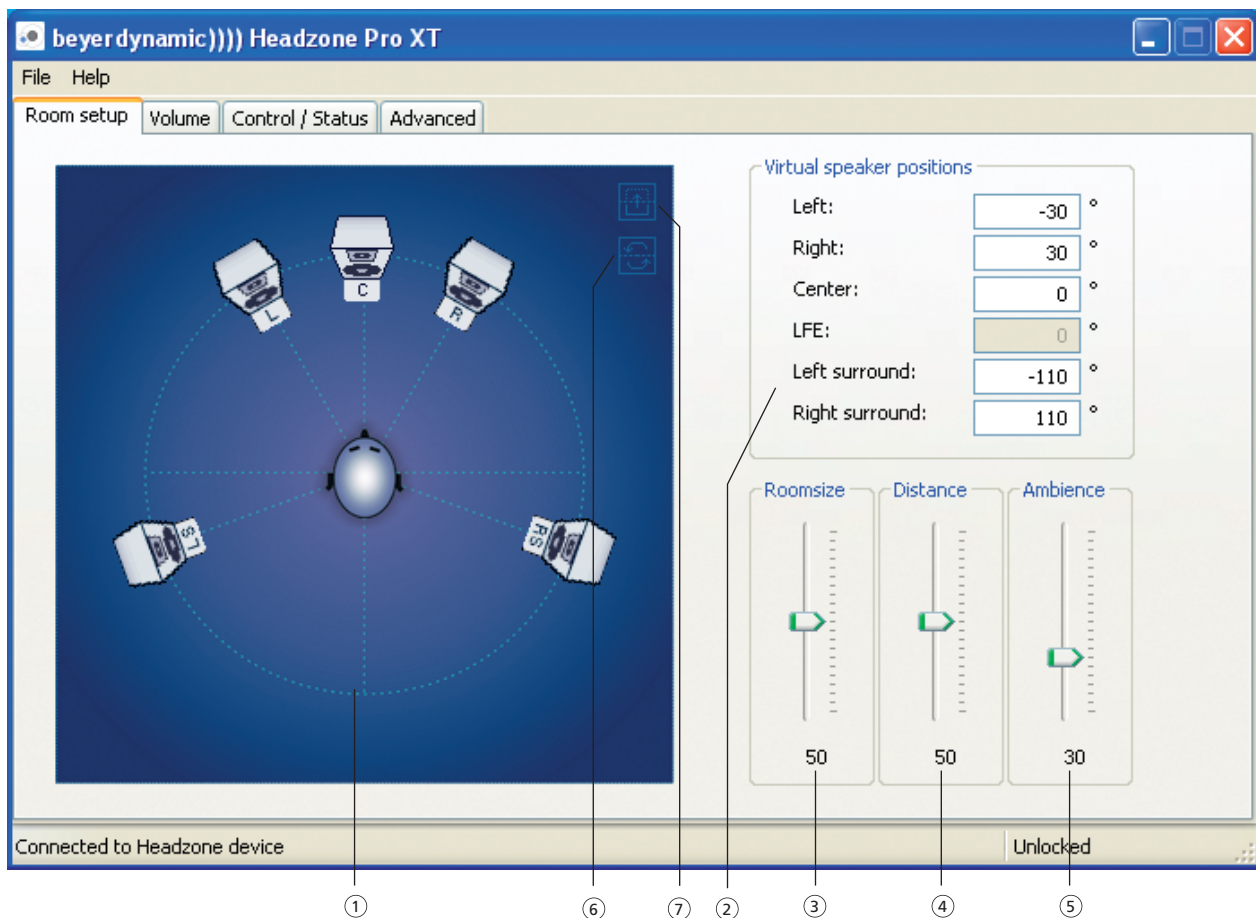 beyerdynamic)))) Headzone Pro XT
File Help
Room setup Volume Control / Status Advanced
C
L
R
LS
RS
Virtual speaker positions
Left: -30 °
Right: 30 °
Center: 0 °
LFE: 0 °
Left surround: -110 °
Right surround: 110 °
Roomsize Distance Ambience
50 50 30
Connected to Headzone device Unlocked
① ⑥ ⑦ ② ③ ④ ⑤